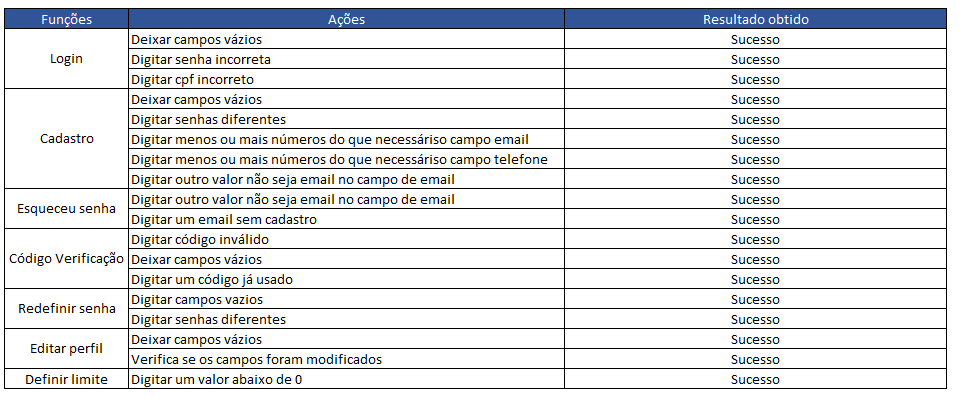 Funções Ações Resultado obtido
Login
Deixar campos vázios Sucesso
Digitar senha incorreta Sucesso
Digitar cpf incorreto Sucesso
Cadastro
Deixar campos vázios Sucesso
Digitar senhas diferentes Sucesso
Digitar menos ou mais números do que necessáriso campo email Sucesso
Digitar menos ou mais números do que necessáriso campo telefone Sucesso
Digitar outro valor não seja email no campo de email Sucesso
Esqueceu senha
Digitar outro valor não seja email no campo de email Sucesso
Digitar um email sem cadastro Sucesso
Código Verificação
Digitar código inválido Sucesso
Deixar campos vázios Sucesso
Digitar um código já usado Sucesso
Redefinir senha
Digitar campos vazios Sucesso
Digitar senhas diferentes Sucesso
Editar perfil
Deixar campos vázios Sucesso
Verifica se os campos foram modificados Sucesso
Definir limite Digitar um valor abaixo de 0 Sucesso